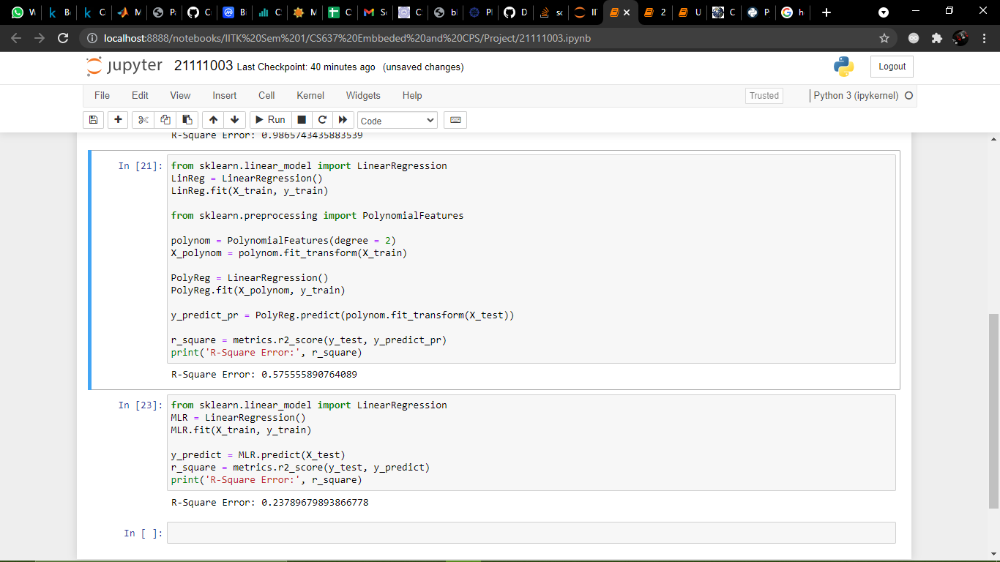 W
B
C
M
Pa
C
B
C
M
C
S
C
bl
Pl
D
sc
IT
2
U
C
P
h
localhost:8888/notebooks/IITK%20Sem%201/CS637%20Embbeded%20and%20CPS/Project/21111003.ipynb
jupyter 21111003 Last Checkpoint: 40 minutes ago (unsaved changes)
Logout
File Edit View Insert Cell Kernel Widgets Help
Trusted
Python 3 (ipykernel)
Run
Code
R-Square Error: 0.9865743435883539
In [21]:
from sklearn.linear_model import LinearRegression
LinReg = LinearRegression()
LinReg.fit(X_train, y_train)
from sklearn.preprocessing import PolynomialFeatures
polynom = PolynomialFeatures(degree = 2)
X_polynom = polynom.fit_transform(X_train)
PolyReg = LinearRegression()
PolyReg.fit(X_polynom, y_train)
y_predict_pr = PolyReg.predict(polynom.fit_transform(X_test))
r_square = metrics.r2_score(y_test, y_predict_pr)
print('R-Square Error:', r_square)
R-Square Error: 0.575555890764089
In [23]:
from sklearn.linear_model import LinearRegression
MLR = LinearRegression()
MLR.fit(X_train, y_train)
y_predict = MLR.predict(X_test)
r_square = metrics.r2_score(y_test, y_predict)
print('R-Square Error:', r_square)
R-Square Error: 0.23789679893866778
In [ ]: